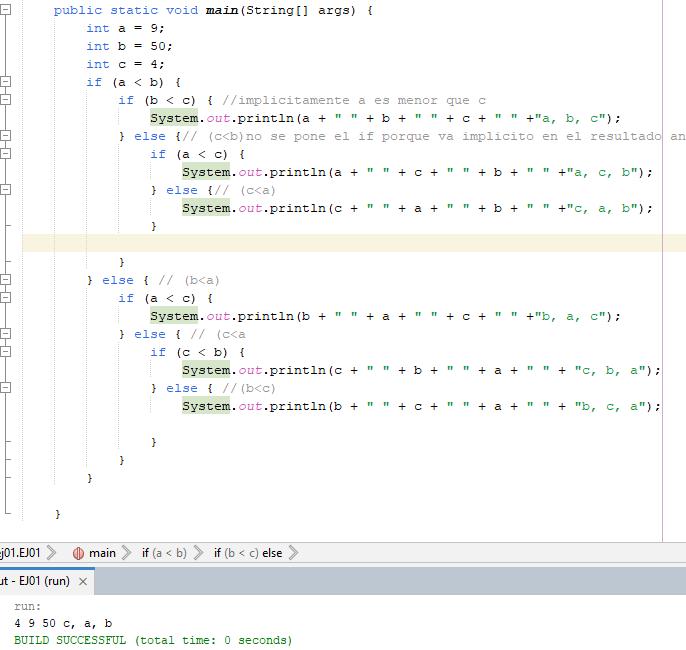 public static void main(String[] args) {
int a = 9;
int b = 50;
int c = 4;
if (a < b) {
if (b < c) { //implicitamente a es menor que c
System.out.println(a + " " + b + " " + c + " " +"a, b, c");
} else {// (c<b)no se pone el if porque va implicito en el resultado an
if (a < c) {
System.out.println(a + " " + c + " " + b + " " +"a, c, b");
} else {// (c<a)
System.out.println(c + " " + a + " " + b + " " +"c, a, b");
}
}
} else { // (b<a)
if (a < c) {
System.out.println(b + " " + a + " " + c + " " +"b, a, c");
} else { // (c<a
if (c < b) {
System.out.println(c + " " + b + " " + a + " " + "c, b, a");
} else { //(b<c)
System.out.println(b + " " + c + " " + a + " " + "b, c, a");
}
}
}
}
j01.EJ01 main if (a < b) if (b < c) else
ut - EJ01 (run) ×
run:
4 9 50 c, a, b
BUILD SUCCESSFUL (total time: 0 seconds)